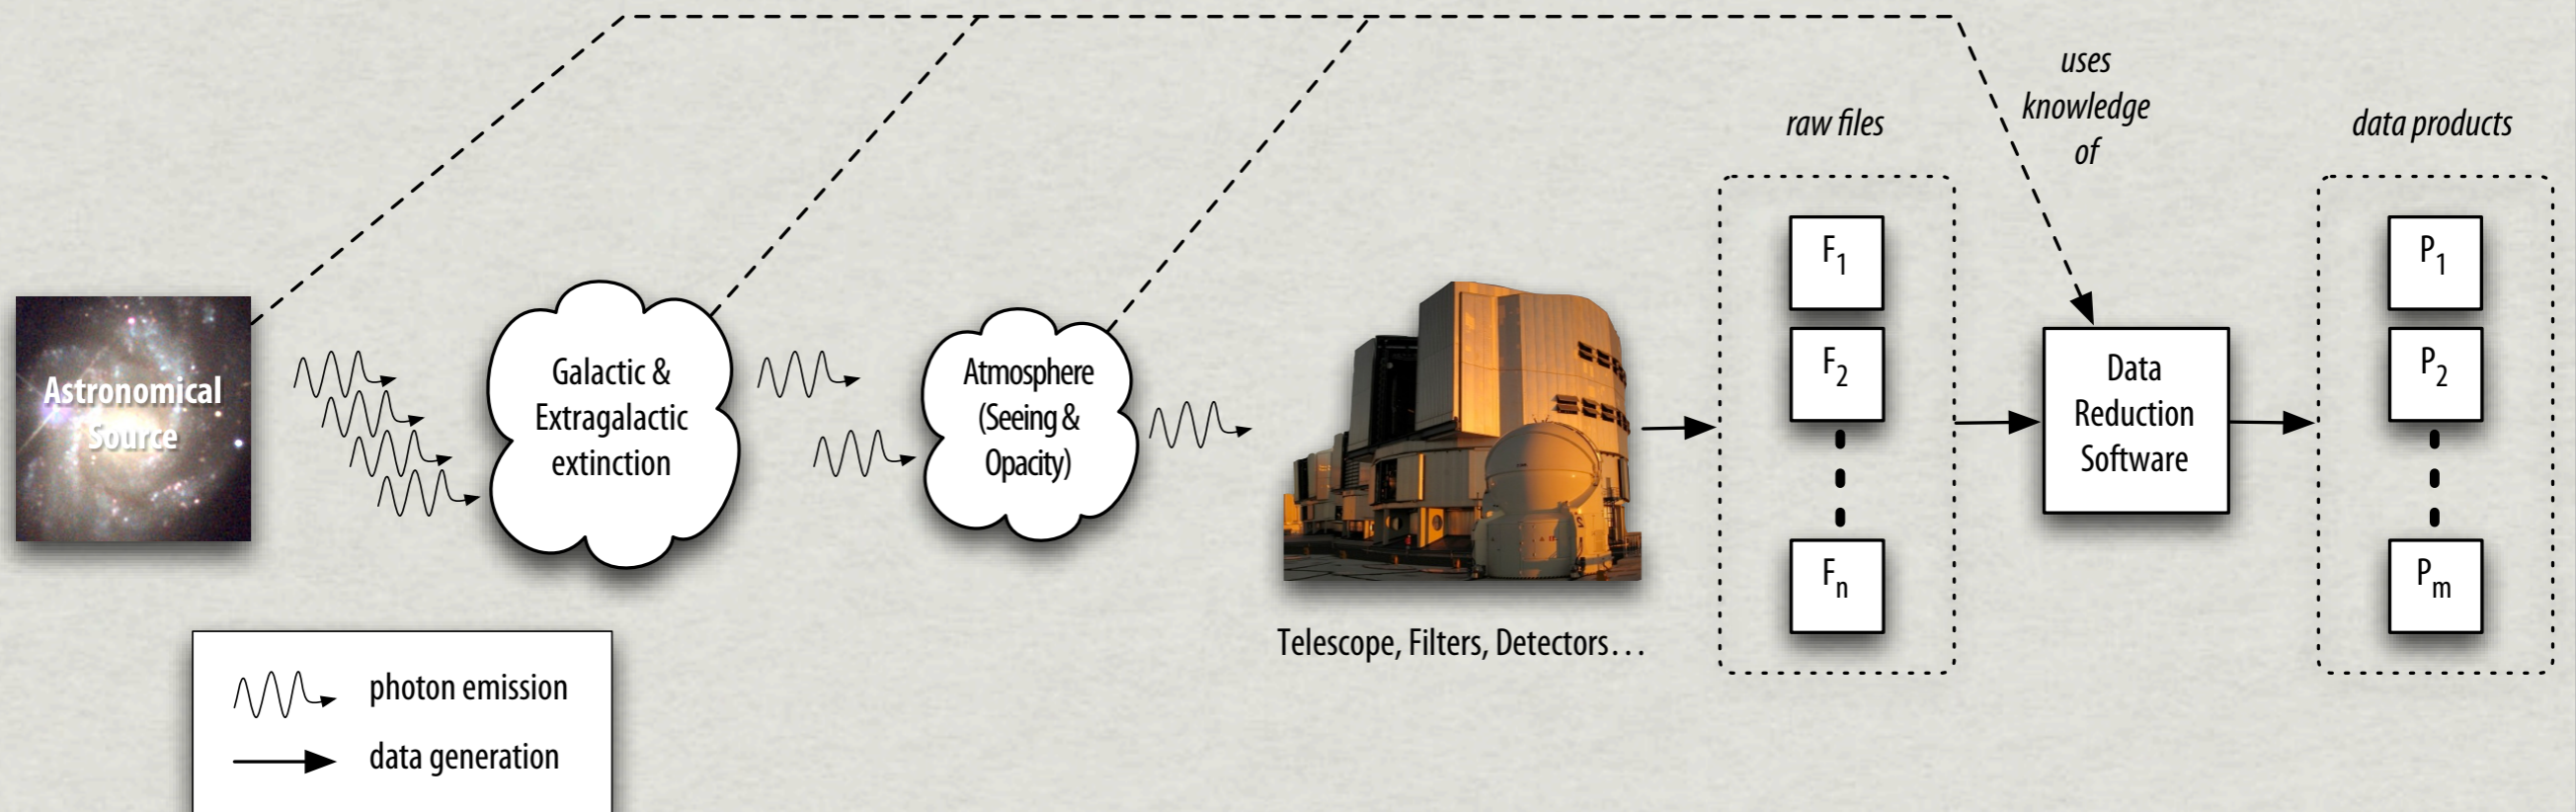 uses
knowledge
of
raw files
data products
Astronomical
Source
Galactic &
Extragalactic
extinction
Atmosphere
(Seeing &
Opacity)
Telescope, Filters, Detectors…
F1
F2
Fn
Data
Reduction
Software
P1
P2
Pm
photon emission
data generation